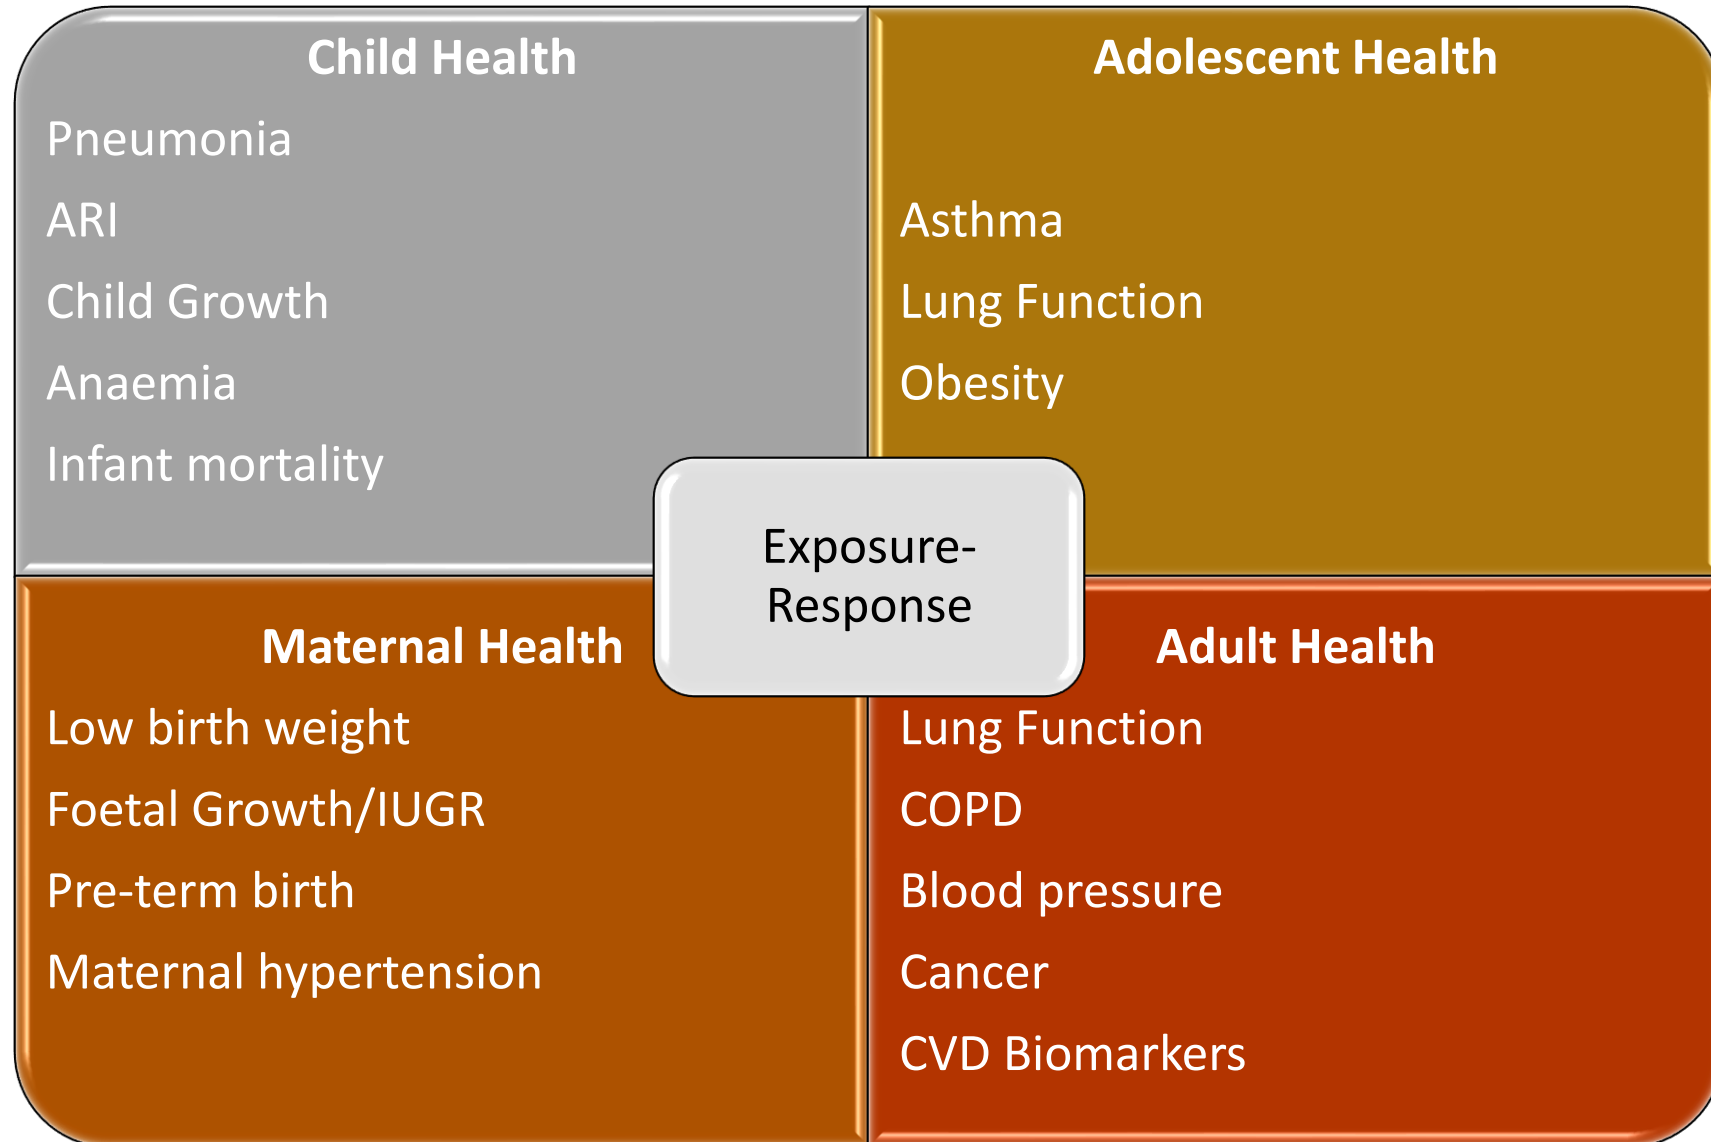 Child Health
Pneumonia
ARI
Child Growth
Anaemia
Infant mortality
Adolescent Health
Asthma
Lung Function
Obesity
Exposure-
Response
Maternal Health
Low birth weight
Foetal Growth/IUGR
Pre-term birth
Maternal hypertension
Adult Health
Lung Function
COPD
Blood pressure
Cancer
CVD Biomarkers